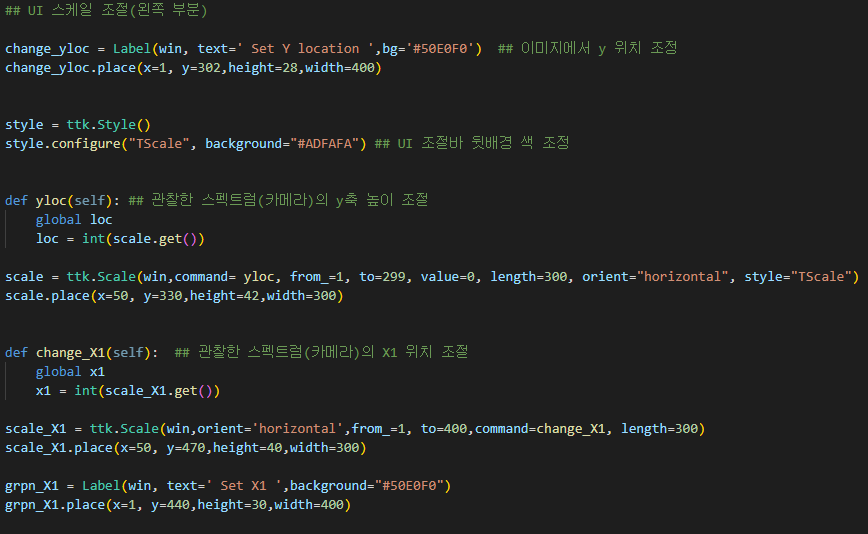 ## UI 스케일 조절(왼쪽 부분)
change_yloc = Label(win, text=' Set Y location ',bg='#50E0F0')  ## 이미지에서 y 위치 조정
change_yloc.place(x=1, y=302,height=28,width=400)
style = ttk.Style()
style.configure("TScale", background="#ADFAFA") ## UI 조절바 뒷배경 색 조정
def yloc(self): ## 관찰한 스펙트럼(카메라)의 y축 높이 조절
    global loc
    loc = int(scale.get())
scale = ttk.Scale(win,command= yloc, from_=1, to=299, value=0, length=300, orient="horizontal", style="TScale")
scale.place(x=50, y=330,height=42,width=300)
def change_X1(self):  ## 관찰한 스펙트럼(카메라)의 X1 위치 조절
    global x1
    x1 = int(scale_X1.get())
scale_X1 = ttk.Scale(win,orient='horizontal',from_=1, to=400,command=change_X1, length=300)
scale_X1.place(x=50, y=470,height=40,width=300)
grpn_X1 = Label(win, text=' Set X1 ',background="#50E0F0")
grpn_X1.place(x=1, y=440,height=30,width=400)